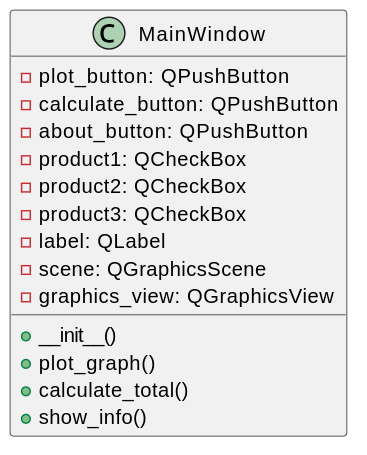 C MainWindow
plot_button: QPushButton
calculate_button: QPushButton
about_button: QPushButton
product1: QCheckBox
product2: QCheckBox
product3: QCheckBox
label: QLabel
scene: QGraphicsScene
graphics_view: QGraphicsView
__init__()
plot_graph()
calculate_total()
show_info()